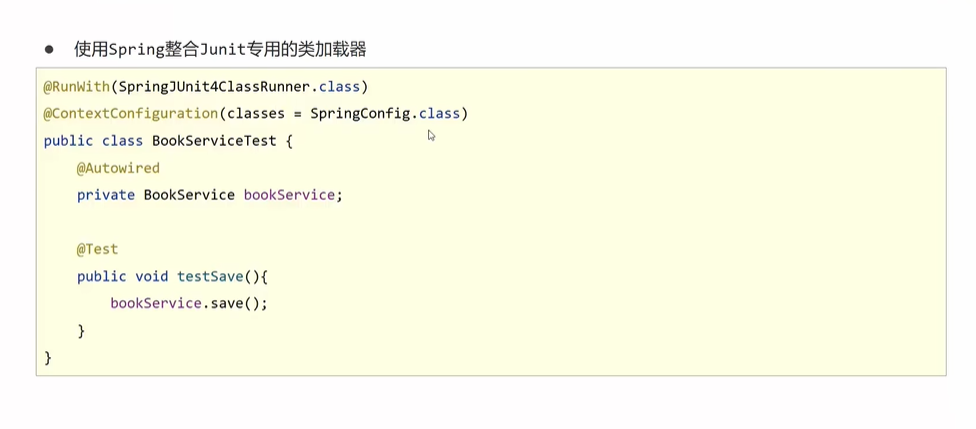 ● 使用Spring整合Junit专用的类加载器
@RunWith(SpringJUnit4ClassRunner.class)
@ContextConfiguration(classes = SpringConfig.class)
public class BookServiceTest {
    @Autowired
    private BookService bookService;

    @Test
    public void testSave(){
        bookService.save();
    }
}